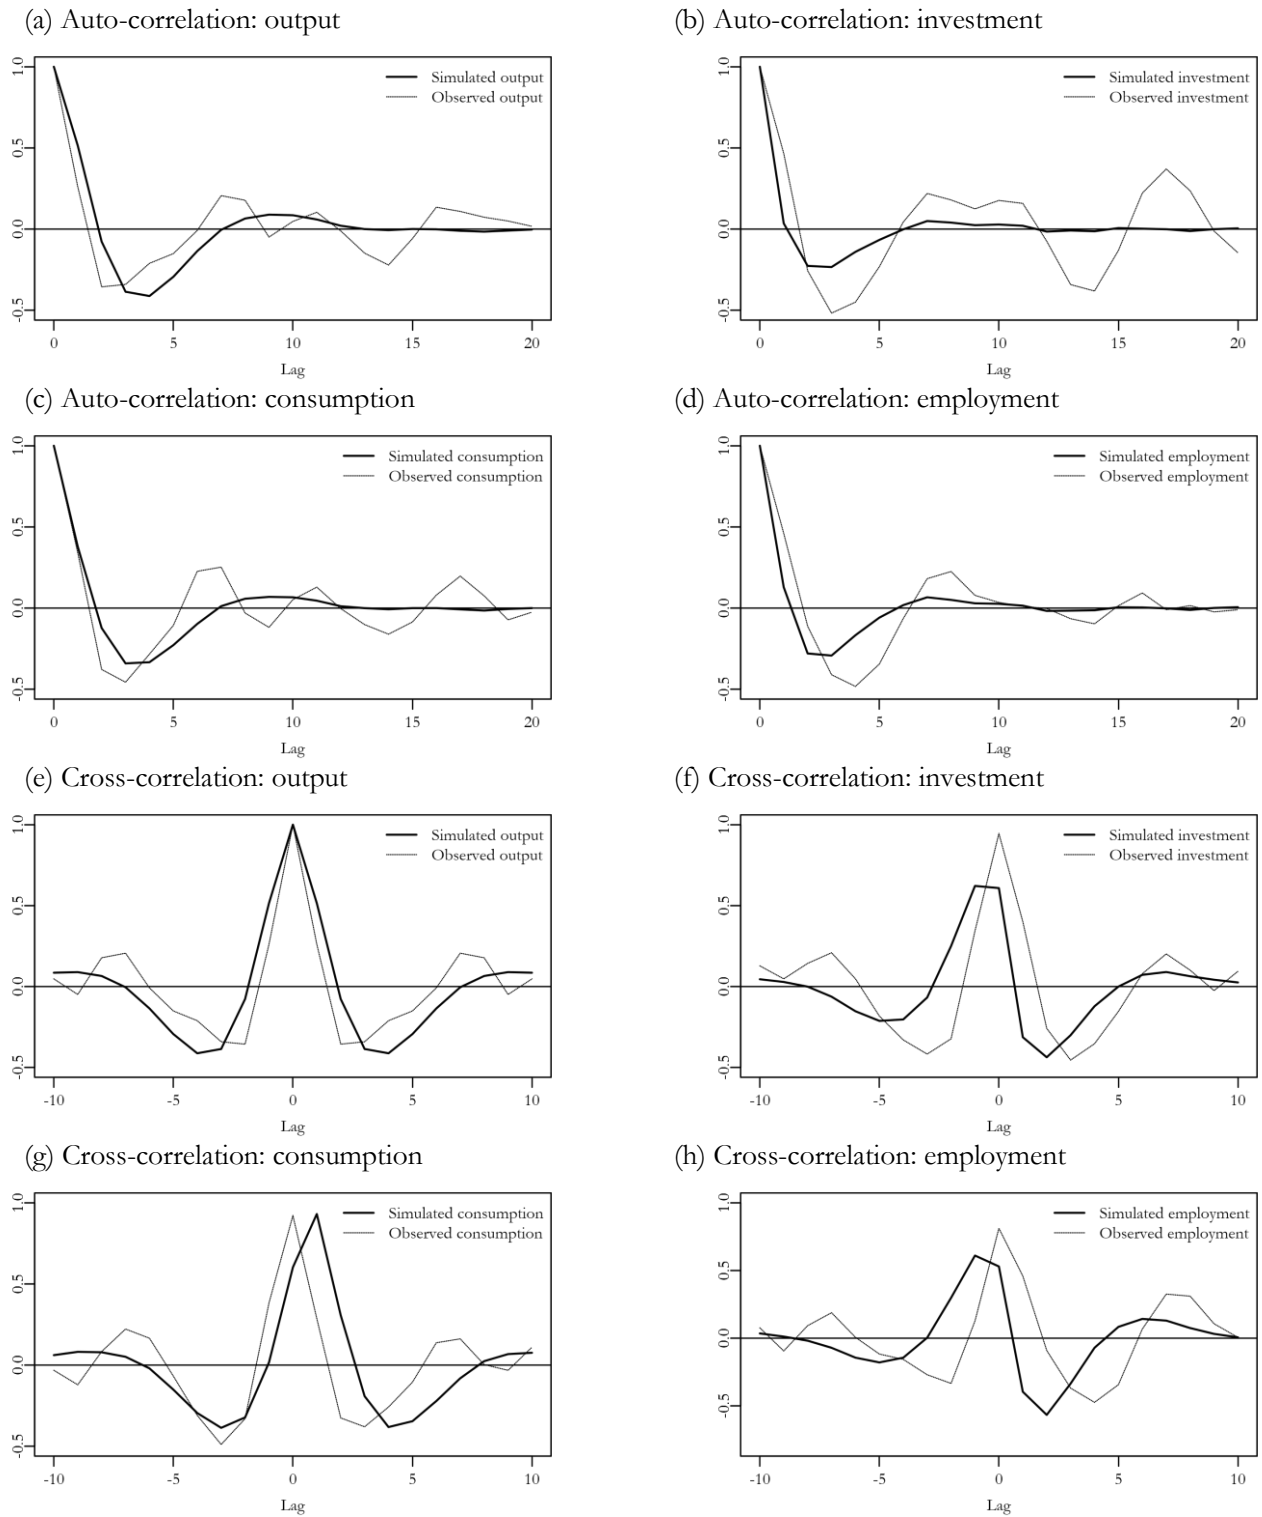 (a) Auto-correlation: output
Simulated output
Observed output
1.0
0.5
0.0
-0.5
0 5 10 15 20
Lag
(b) Auto-correlation: investment
Simulated investment
Observed investment
1.0
0.5
0.0
-0.5
0 5 10 15 20
Lag
(c) Auto-correlation: consumption
Simulated consumption
Observed consumption
1.0
0.5
0.0
-0.5
0 5 10 15 20
Lag
(d) Auto-correlation: employment
Simulated employment
Observed employment
1.0
0.5
0.0
-0.5
0 5 10 15 20
Lag
(e) Cross-correlation: output
Simulated output
Observed output
1.0
0.5
0.0
-0.5
-10 -5 0 5 10
Lag
(f) Cross-correlation: investment
Simulated investment
Observed investment
1.0
0.5
0.0
-0.5
-10 -5 0 5 10
Lag
(g) Cross-correlation: consumption
Simulated consumption
Observed consumption
1.0
0.5
0.0
-0.5
-10 -5 0 5 10
Lag
(h) Cross-correlation: employment
Simulated employment
Observed employment
1.0
0.5
0.0
-0.5
-10 -5 0 5 10
Lag